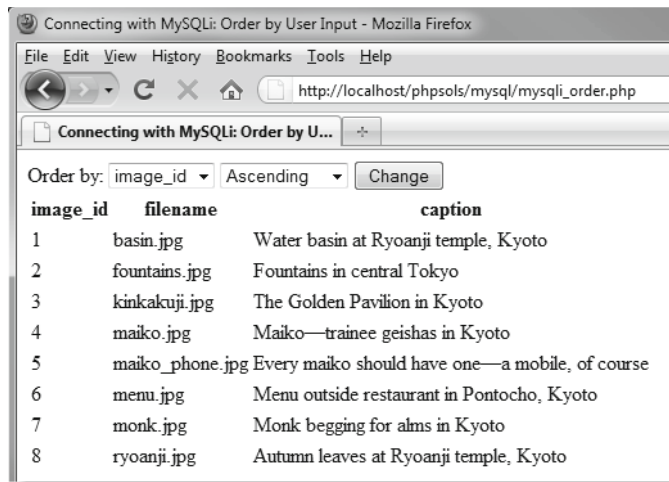 Connecting with MySQLi: Order by User Input - Mozilla Firefox
File Edit View History Bookmarks Tools Help
http://localhost/phpsols/mysql/mysqli_order.php
Connecting with MySQLi: Order by U...
Order by: image_id Ascending Change
image_id filename caption
1 basin.jpg Water basin at Ryoanji temple, Kyoto
2 fountains.jpg Fountains in central Tokyo
3 kinkakuji.jpg The Golden Pavilion in Kyoto
4 maiko.jpg Maiko—trainee geishas in Kyoto
5 maiko_phone.jpg Every maiko should have one—a mobile, of course
6 menu.jpg Menu outside restaurant in Pontocho, Kyoto
7 monk.jpg Monk begging for alms in Kyoto
8 ryoanji.jpg Autumn leaves at Ryoanji temple, Kyoto